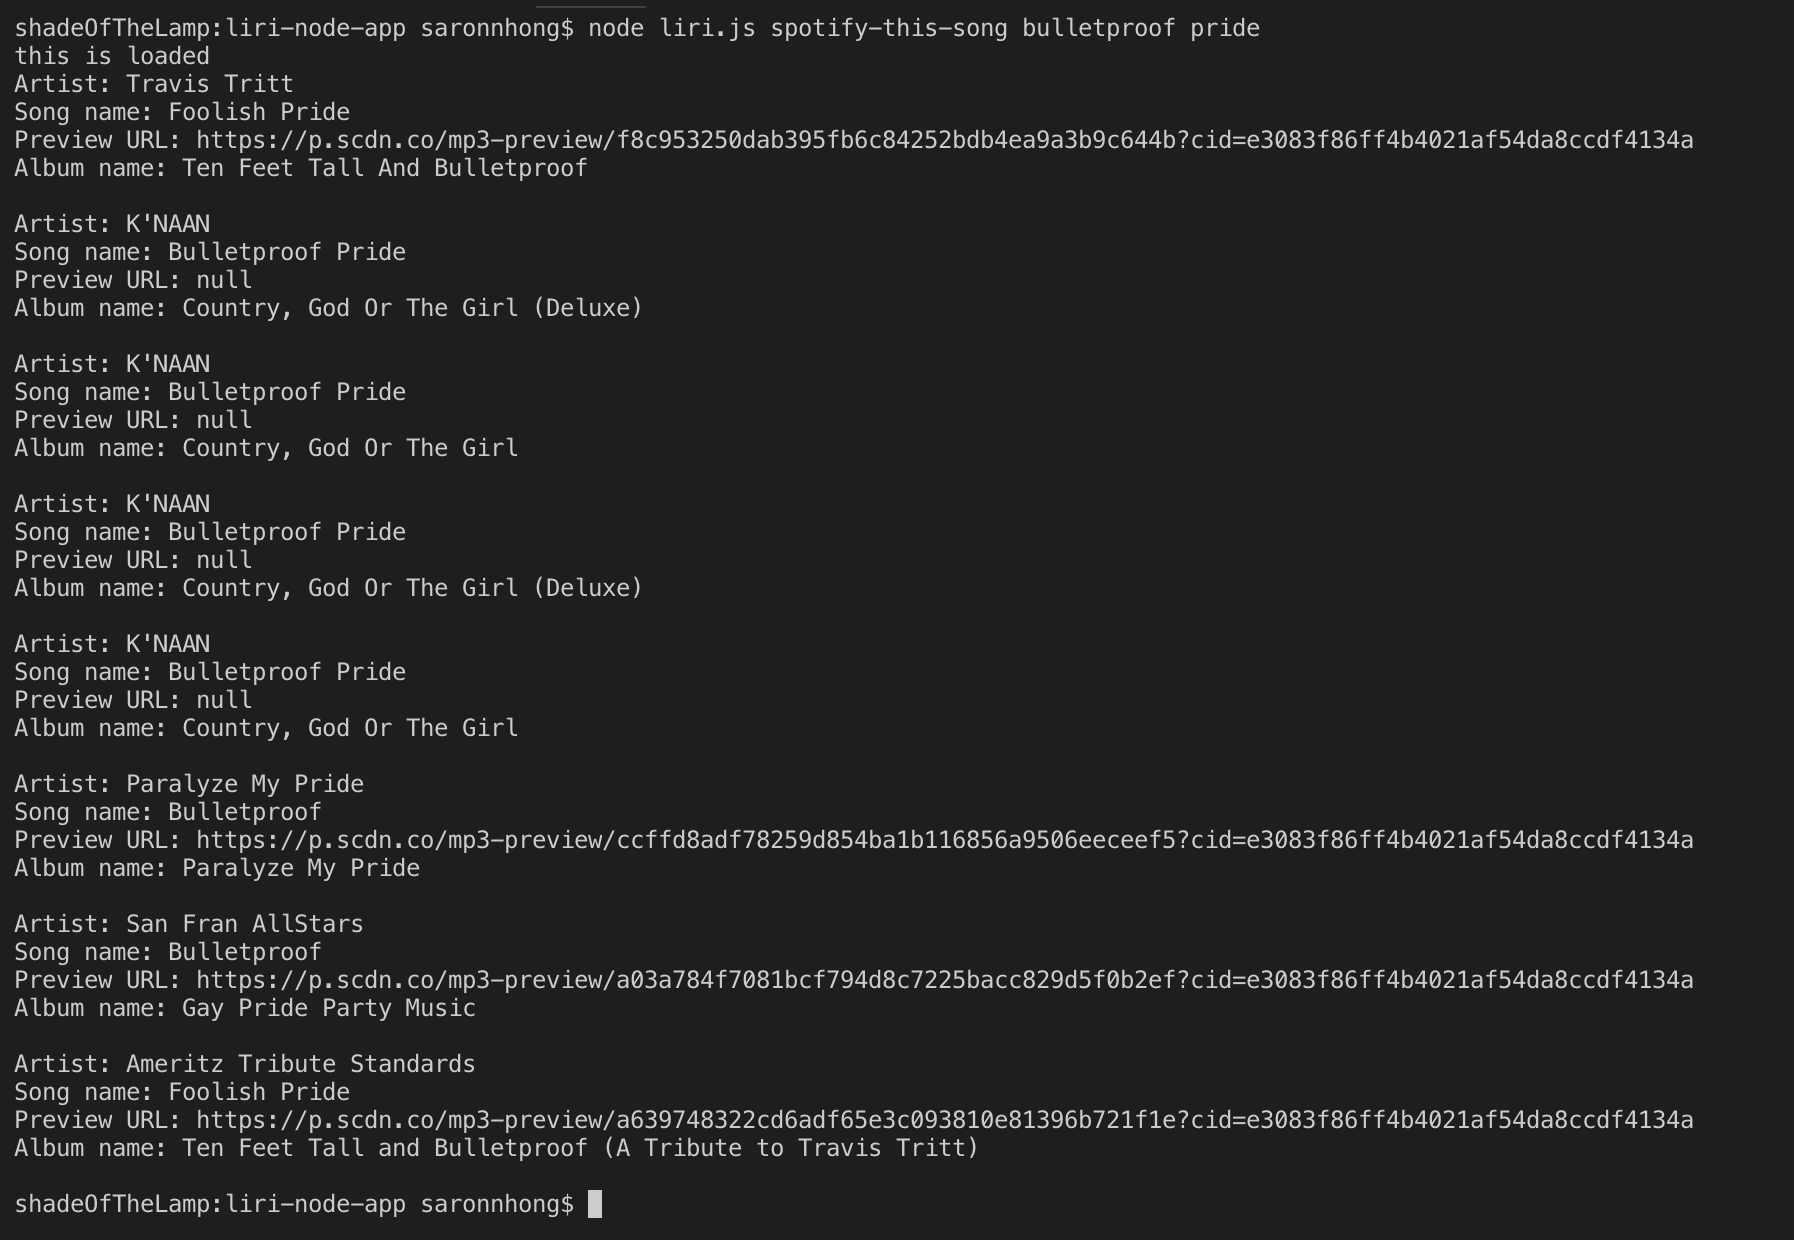 shadeOfTheLamp:liri-node-app saronnhong$ node liri.js spotify-this-song bulletproof pride
this is loaded
Artist: Travis Tritt
Song name: Foolish Pride
Preview URL: https://p.scdn.co/mp3-preview/f8c953250dab395fb6c84252bdb4ea9a3b9c644b?cid=e3083f86ff4b4021af54da8ccdf4134a
Album name: Ten Feet Tall And Bulletproof

Artist: K'NAAN
Song name: Bulletproof Pride
Preview URL: null
Album name: Country, God Or The Girl (Deluxe)

Artist: K'NAAN
Song name: Bulletproof Pride
Preview URL: null
Album name: Country, God Or The Girl

Artist: K'NAAN
Song name: Bulletproof Pride
Preview URL: null
Album name: Country, God Or The Girl (Deluxe)

Artist: K'NAAN
Song name: Bulletproof Pride
Preview URL: null
Album name: Country, God Or The Girl

Artist: Paralyze My Pride
Song name: Bulletproof
Preview URL: https://p.scdn.co/mp3-preview/ccffd8adf78259d854ba1b116856a9506eeceef5?cid=e3083f86ff4b4021af54da8ccdf4134a
Album name: Paralyze My Pride

Artist: San Fran AllStars
Song name: Bulletproof
Preview URL: https://p.scdn.co/mp3-preview/a03a784f7081bcf794d8c7225bacc829d5f0b2ef?cid=e3083f86ff4b4021af54da8ccdf4134a
Album name: Gay Pride Party Music

Artist: Ameritz Tribute Standards
Song name: Foolish Pride
Preview URL: https://p.scdn.co/mp3-preview/a639748322cd6adf65e3c093810e81396b721f1e?cid=e3083f86ff4b4021af54da8ccdf4134a
Album name: Ten Feet Tall and Bulletproof (A Tribute to Travis Tritt)

shadeOfTheLamp:liri-node-app saronnhong$